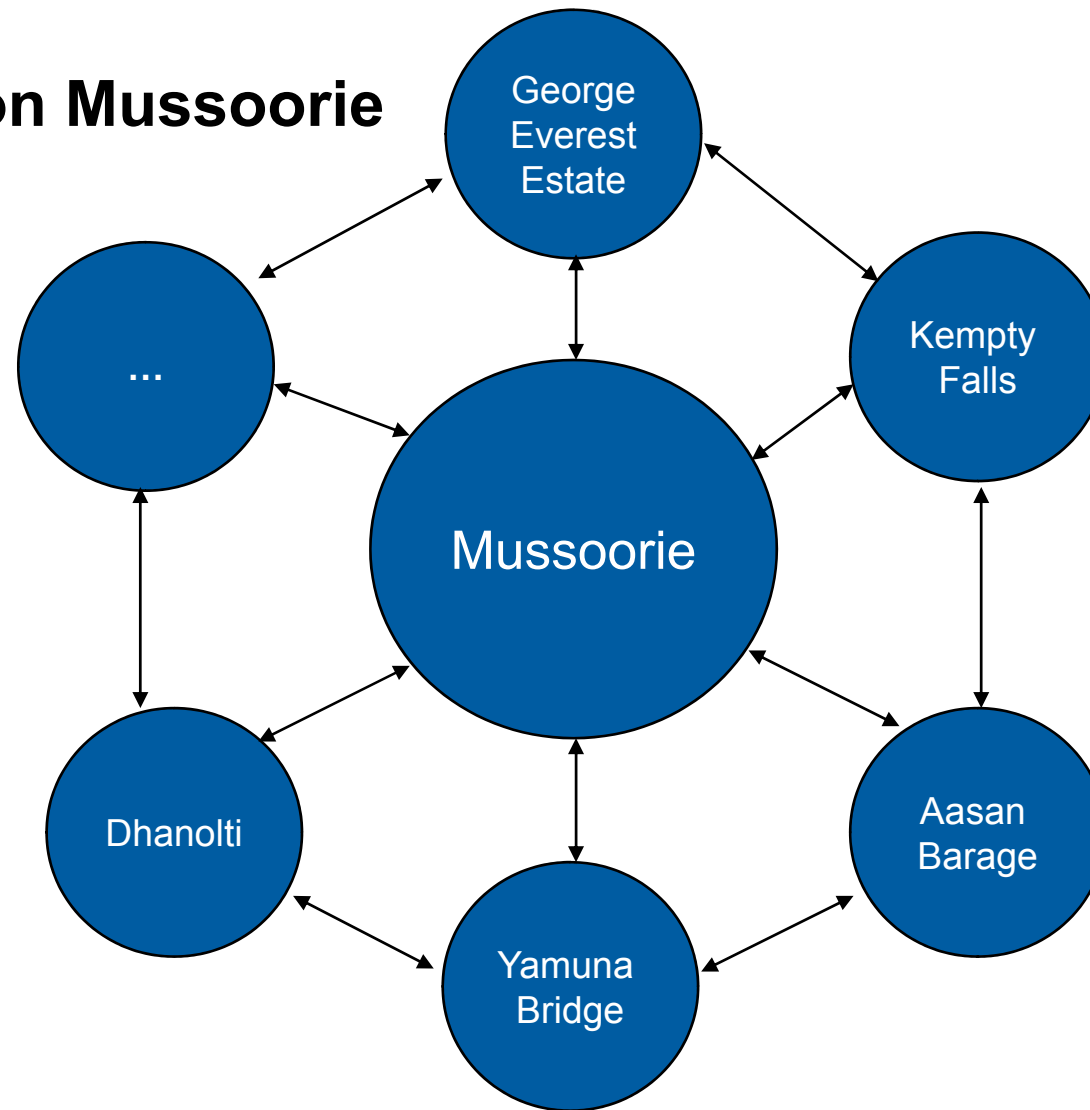 on Mussoorie
George
Everest
Estate
Kempty
Falls
...
Mussoorie
Dhanolti
Aasan
Barage
Yamuna
Bridge